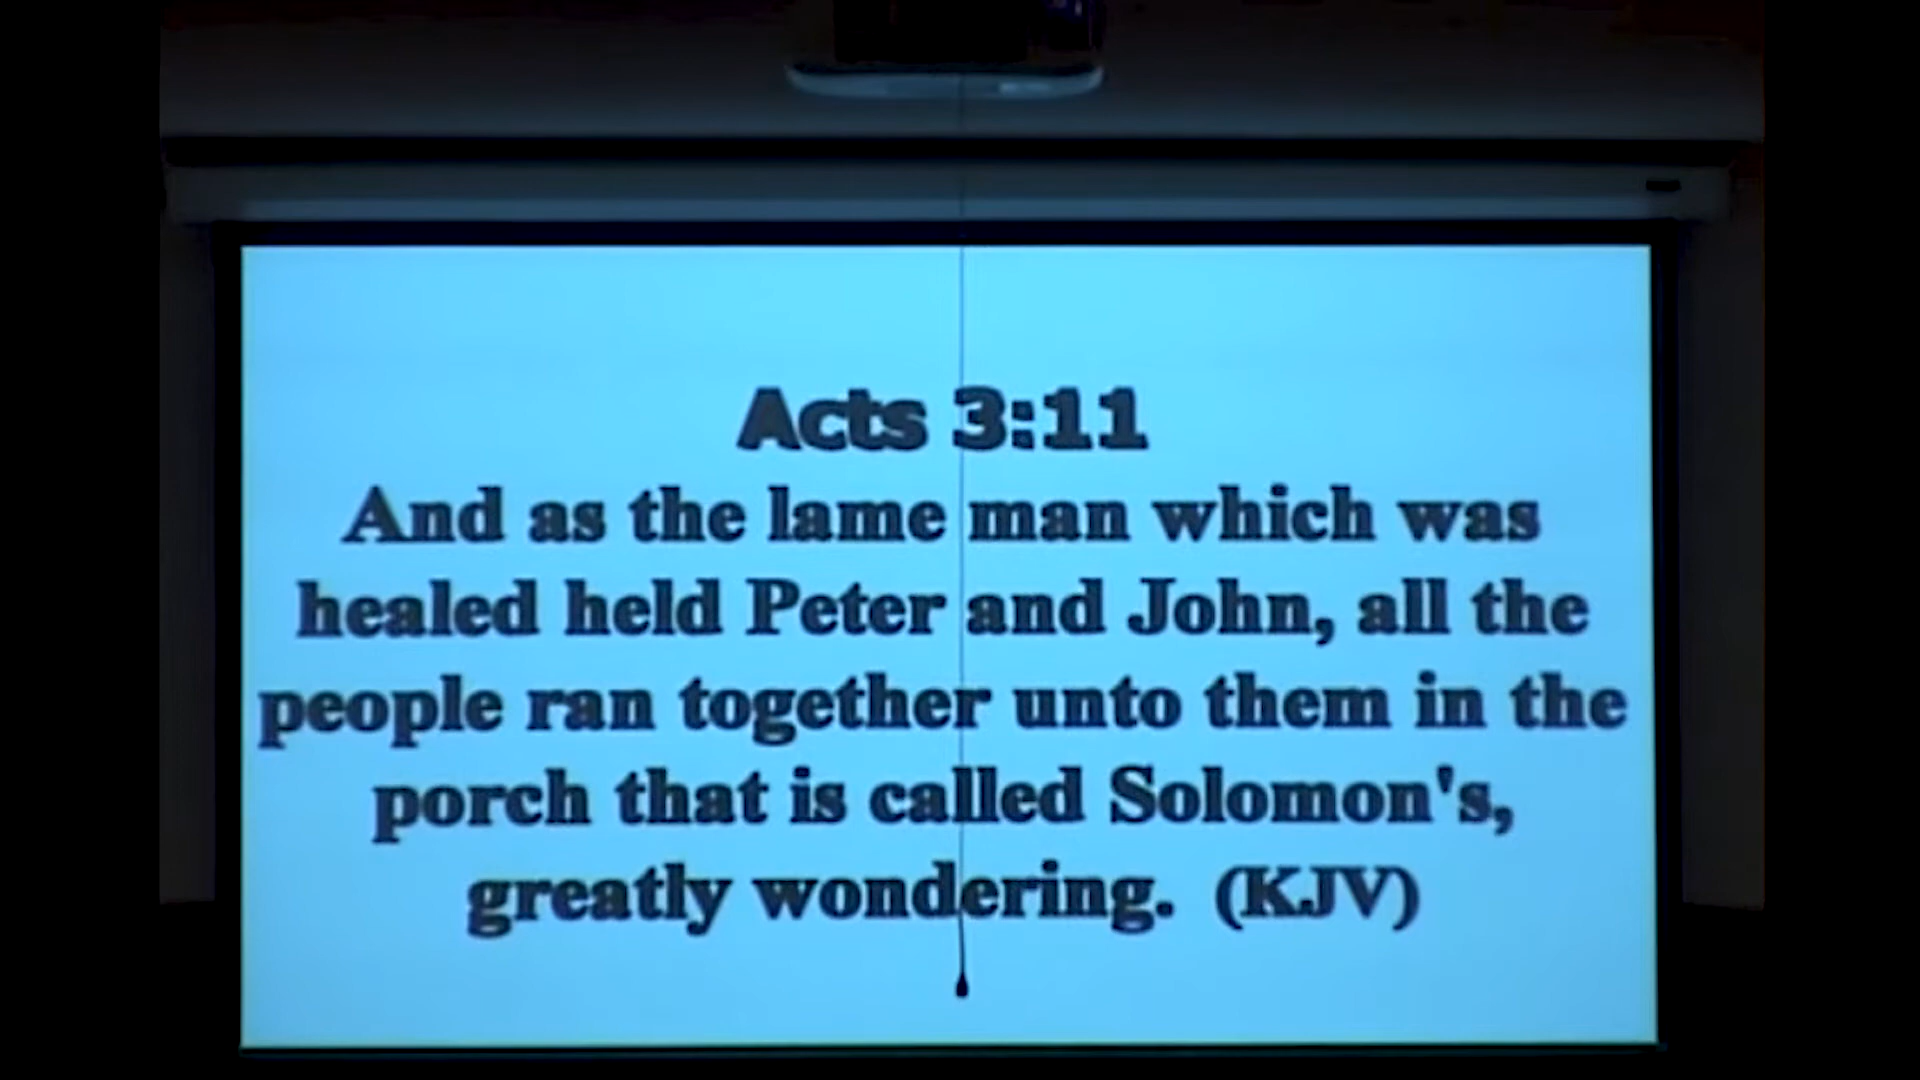 Acts 3:11
And as the lame man which was
healed held Peter and John, all the
people ran together unto them in the
porch that is called Solomon's,
greatly wondering. (KJV)